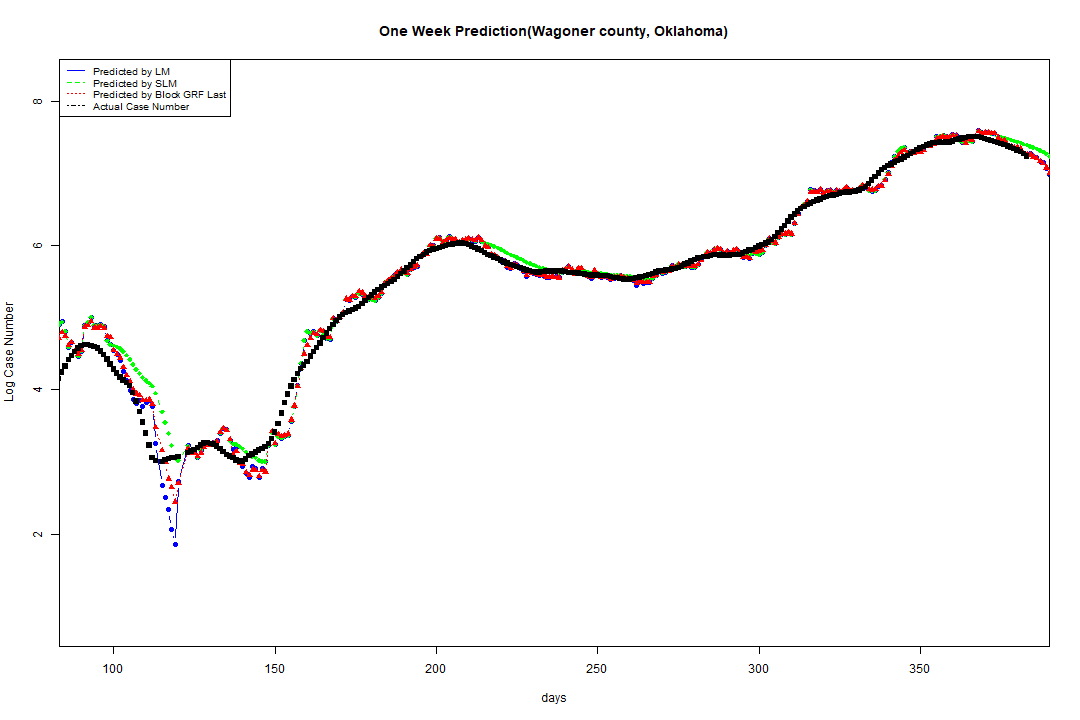 One Week Prediction(Wagoner county, Oklahoma)
Predicted by LM
Predicted by SLM
Predicted by Block GRF Last
Actual Case Number
8
6
4
2
Log Case Number
100 150 200 250 300 350
days